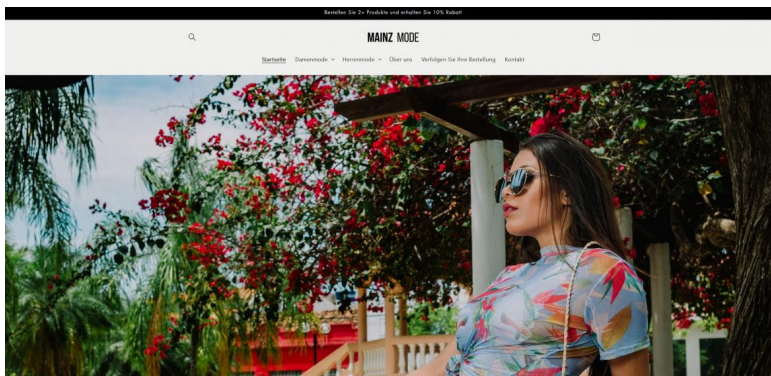 Bestellen Sie 2+ Produkte und erhalten Sie 10% Rabatt
MAINZ MODE
Startseite Damenmode Herrenmode Über uns Verfolgen Sie Ihre Bestellung Kontakt